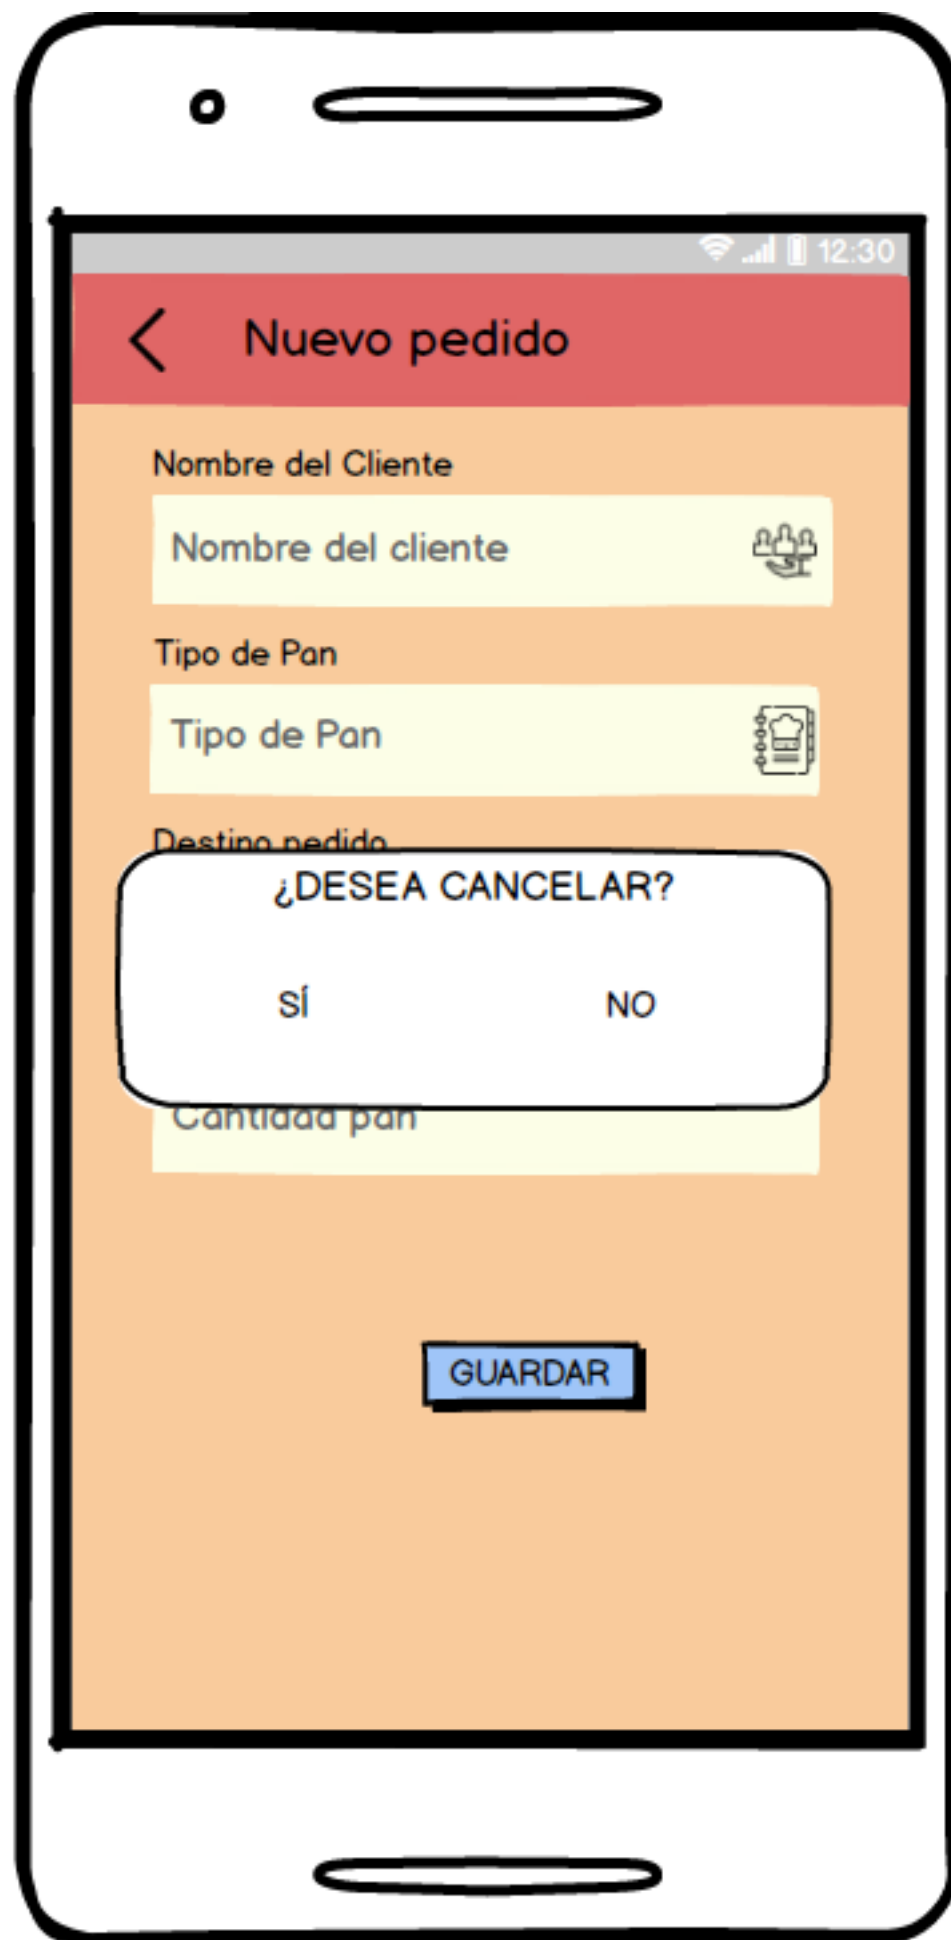 12:30
Nuevo pedido
Nombre del Cliente
Nombre del cliente
Tipo de Pan
Tipo de Pan
Destino pedido
¿DESEA CANCELAR?
SÍ NO
Cantidad pan
GUARDAR